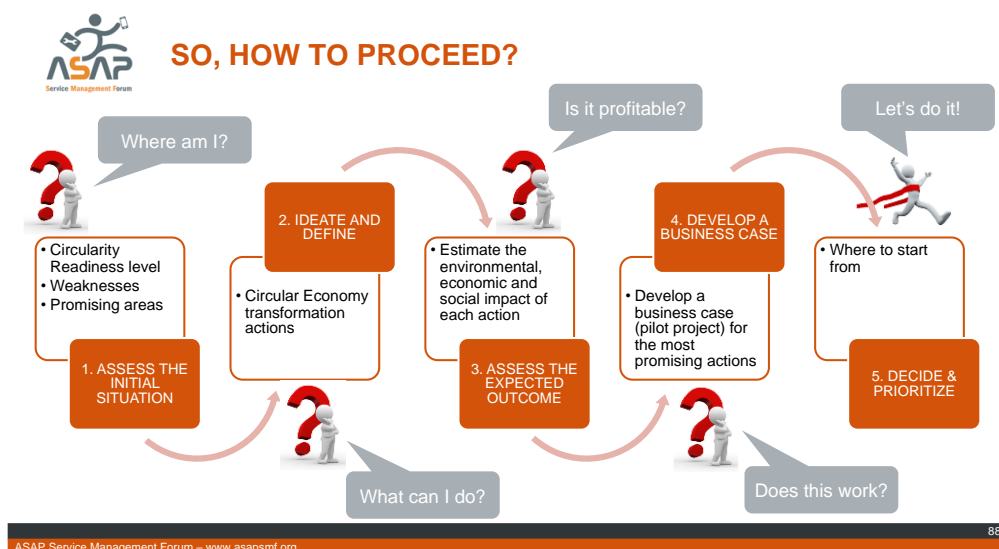 ASAP
Service Management Forum
SO, HOW TO PROCEED?
Where am I?
• Circularity
Readiness level
• Weaknesses
• Promising areas
1. ASSESS THE
INITIAL
SITUATION
2. IDEATE AND
DEFINE
• Circular Economy
transformation
actions
What can I do?
Is it profitable?
• Estimate the
environmental,
economic and
social impact of
each action
3. ASSESS THE
EXPECTED
OUTCOME
4. DEVELOP A
BUSINESS CASE
• Develop a
business case
(pilot project) for
the most
promising actions
Does this work?
Let's do it!
• Where to start
from
5. DECIDE &
PRIORITIZE
88
ASAP Service Management Forum – www.asapsmf.org